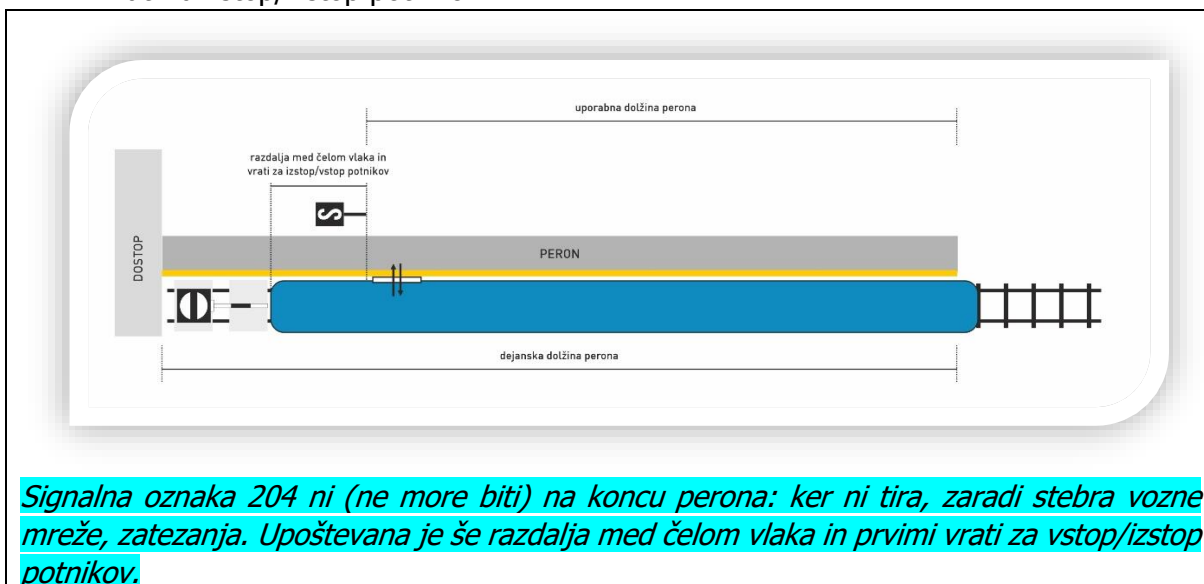 uporabna dolžina perona
razdalja med čelom vlaka in
vrati za izstop/vstop potnikov
S
DOSTOP
PERON
dejanska dolžina perona
Signalna oznaka 204 ni (ne more biti) na koncu perona: ker ni tira, zaradi stebra vozne
mreže, zatezanja. Upoštevana je še razdalja med čelom vlaka in prvimi vrati za vstop/izstop
potnikov.